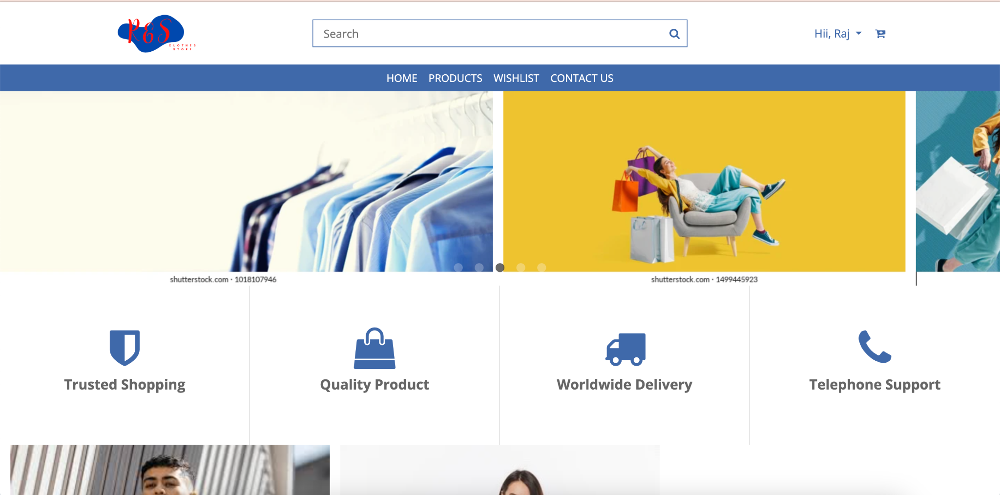 R&S
CLOTHES
STORE
Search
Hii, Raj
HOME PRODUCTS WISHLIST CONTACT US
shutterstock.com · 1018107946
shutterstock.com · 1499445923
Trusted Shopping
Quality Product
Worldwide Delivery
Telephone Support